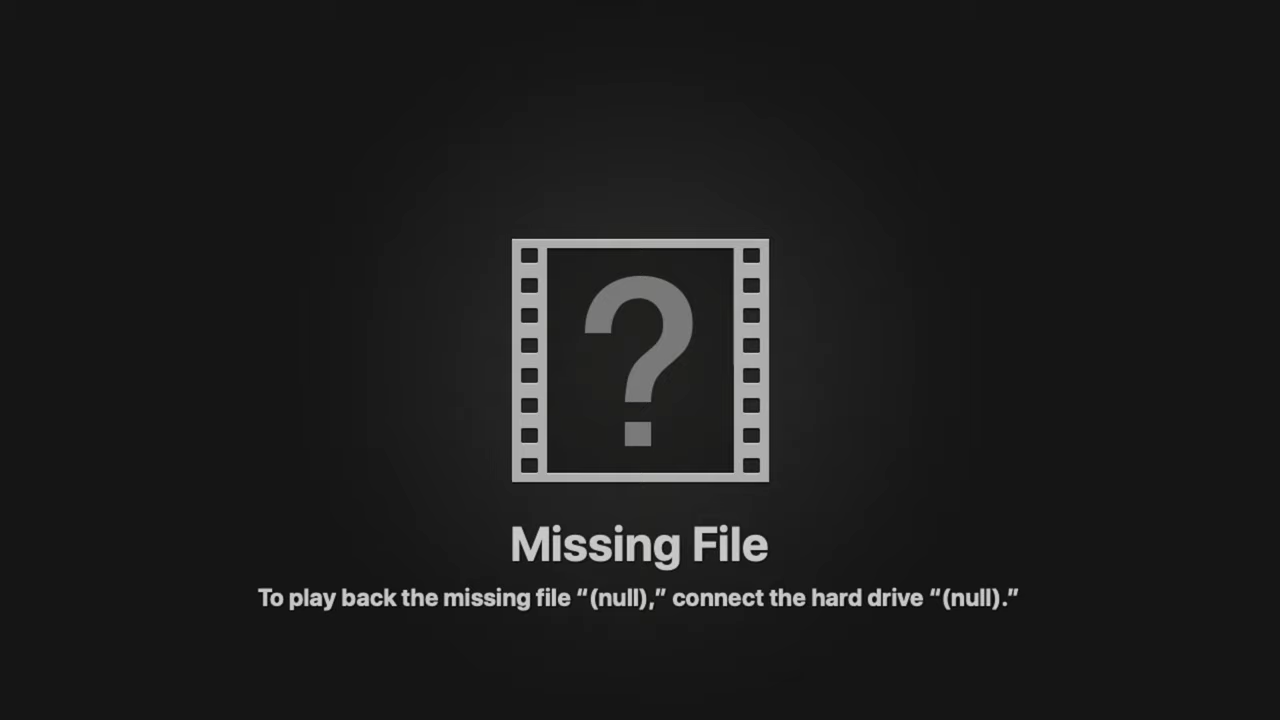 ?
Missing File
To play back the missing file “(null),” connect the hard drive “(null).”